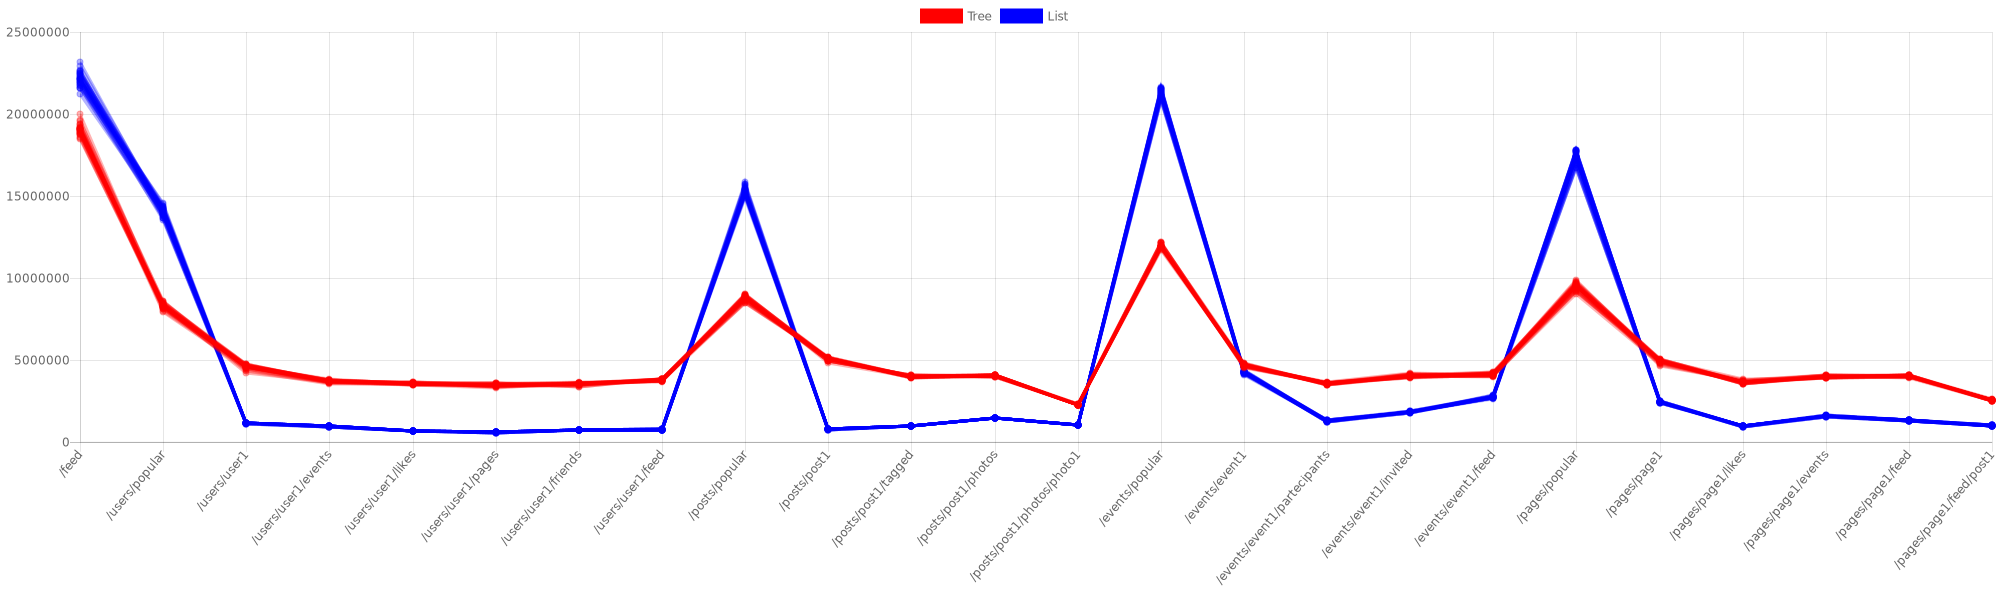 Tree List
25000000
20000000
15000000
10000000
5000000
0
/feed
/users/popular
/users/user1
/users/user1/events
/users/user1/likes
/users/user1/pages
/users/user1/friends
/users/user1/feed
/posts/popular
/posts/post1
/posts/post1/tagged
/posts/post1/photos
/posts/post1/photos/photo1
/events/popular
/events/event1
/events/event1/partecipants
/events/event1/invited
/events/event1/feed
/pages/popular
/pages/page1
/pages/page1/likes
/pages/page1/events
/pages/page1/feed
/pages/page1/feed/post1